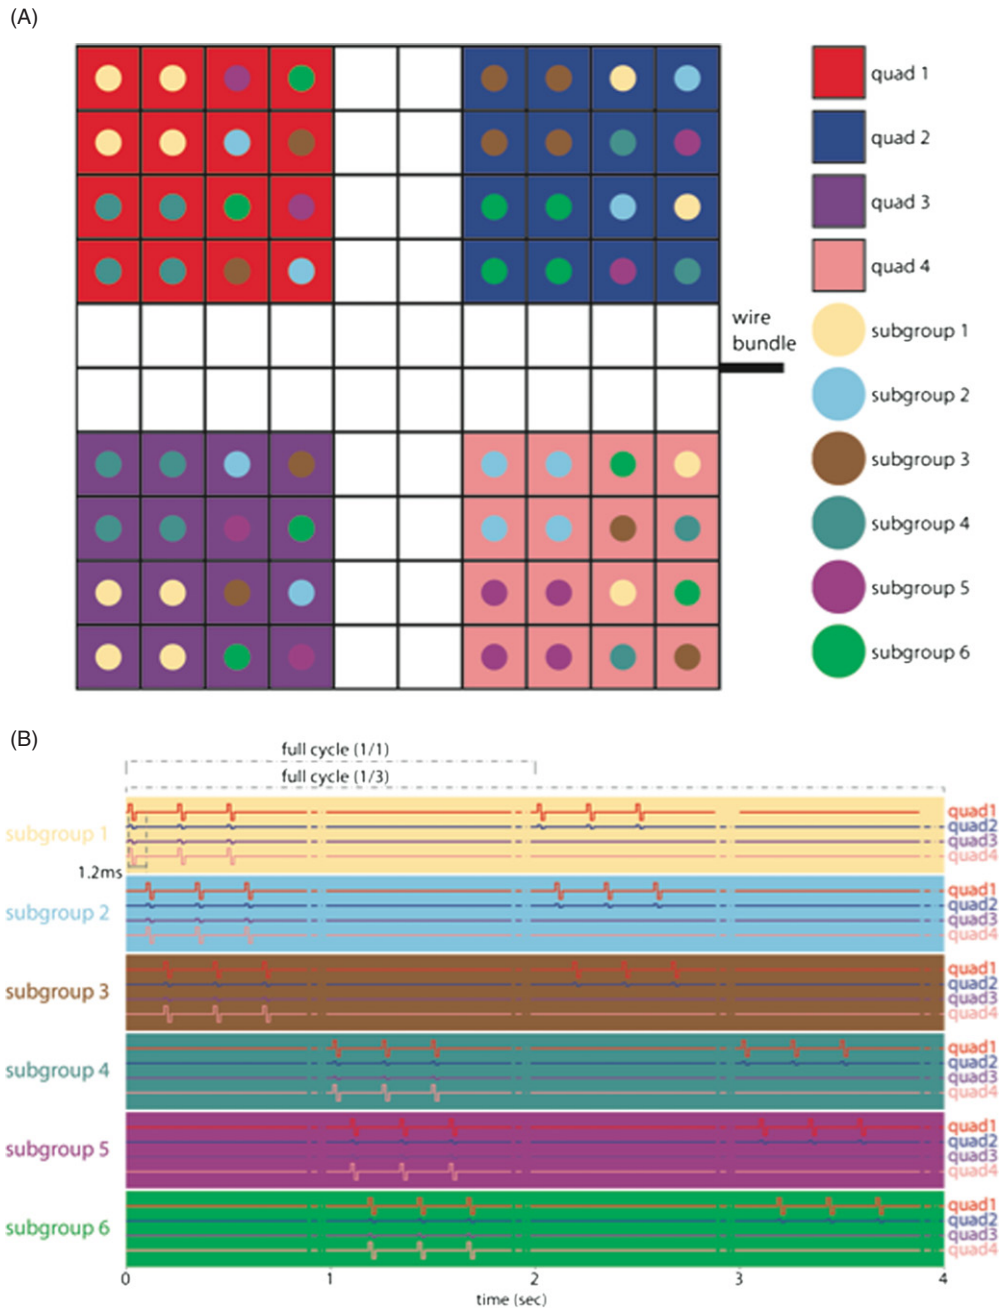 (A)
quad 1
quad 2
quad 3
quad 4
wire
bundle
subgroup 1
subgroup 2
subgroup 3
subgroup 4
subgroup 5
subgroup 6
(B)
full cycle (1/1)
full cycle (1/3)
subgroup 1
quad1
quad2
quad3
quad4
1.2ms
subgroup 2
quad1
quad2
quad3
quad4
subgroup 3
quad1
quad2
quad3
quad4
subgroup 4
quad1
quad2
quad3
quad4
subgroup 5
quad1
quad2
quad3
quad4
subgroup 6
quad1
quad2
quad3
quad4
0 1 2 3 4
time (sec)